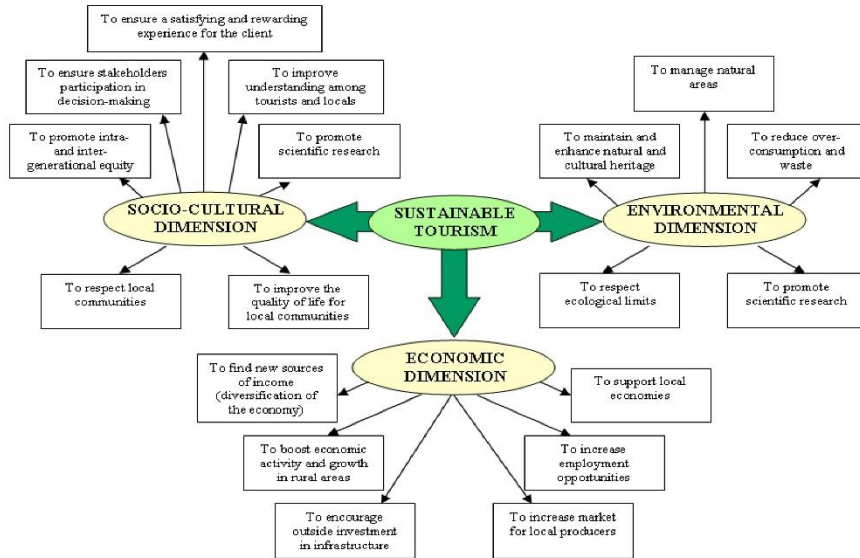 To ensure a satisfying and rewarding
experience for the client
To ensure stakeholders
participation in
decision-making
To improve
understanding among
tourists and locals
To promote intra-
and inter-
generational equity
To promote
scientific research
SOCIO-CULTURAL
DIMENSION
To respect local
communities
To improve the
quality of life for
local communities
SUSTAINABLE
TOURISM
To manage natural
areas
To maintain and
enhance natural and
cultural heritage
To reduce over-
consumption and
waste
ENVIRONMENTAL
DIMENSION
To respect
ecological limits
To promote
scientific research
ECONOMIC
DIMENSION
To find new sources
of income
(diversification of
the economy)
To support local
economies
To boost economic
activity and growth
in rural areas
To increase
employment
opportunities
To encourage
outside investment
in infrastructure
To increase market
for local producers